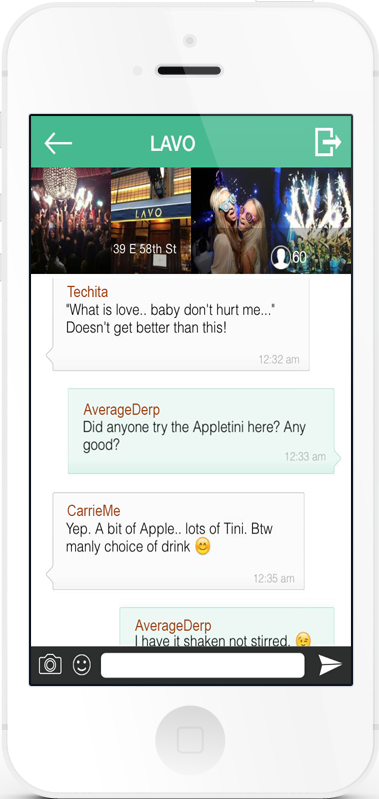 LAVO
LAVO
39 E 58th St
60
Techita
"What is love.. baby don't hurt me..."
Doesn't get better than this!
12:32 am
AverageDerp
Did anyone try the Appletini here? Any
good?
12:33 am
CarrieMe
Yep. A bit of Apple.. lots of Tini. Btw
manly choice of drink 😊
12:35 am
AverageDerp
I have it shaken not stirred. 😉